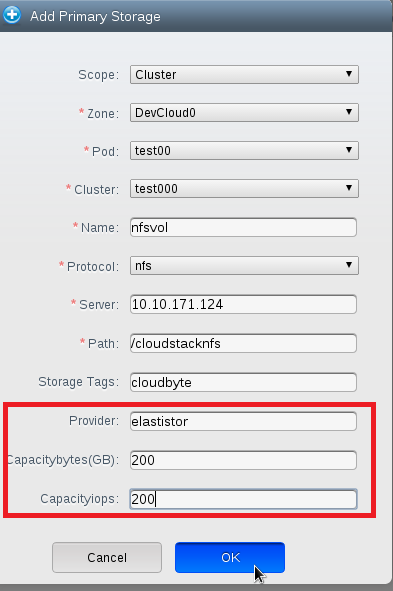 Add Primary Storage
Scope: Cluster
* Zone: DevCloud0
* Pod: test00
* Cluster: test000
* Name: nfsvol
* Protocol: nfs
* Server: 10.10.171.124
* Path: /cloudstacknfs
Storage Tags: cloudbyte
Provider: elastistor
Capacitybytes(GB): 200
Capacityiops: 200
Cancel OK